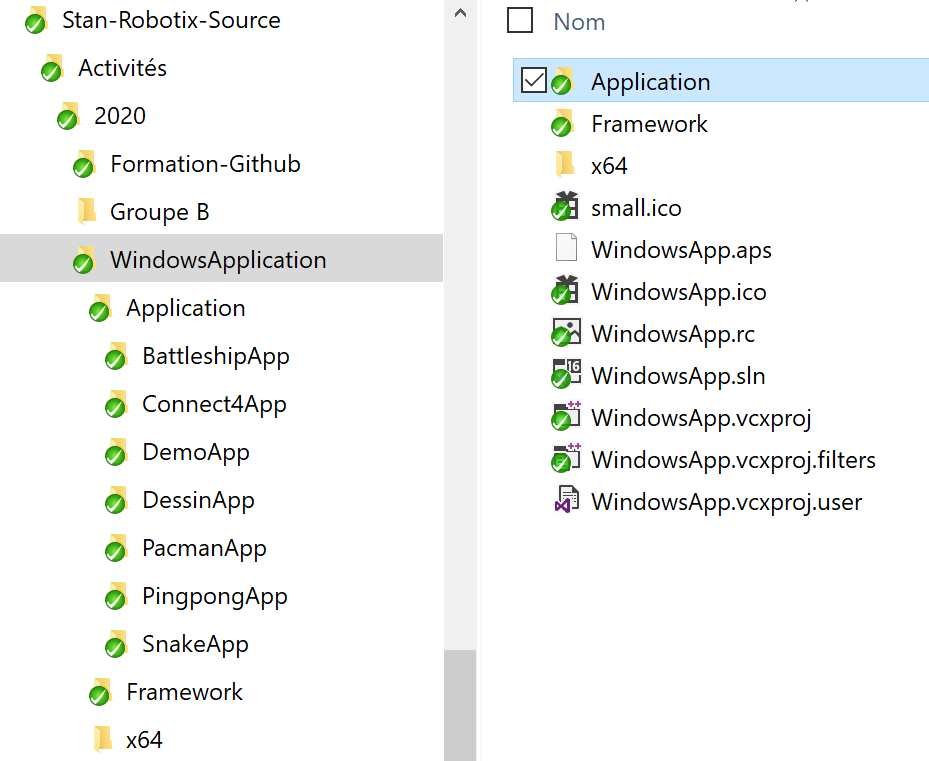 Stan-Robotix-Source
Activités
2020
Formation-Github
Groupe B
WindowsApplication
Application
BattleshipApp
Connect4App
DemoApp
DessinApp
PacmanApp
PingpongApp
SnakeApp
Framework
x64
Nom
Application
Framework
x64
small.ico
WindowsApp.aps
WindowsApp.ico
WindowsApp.rc
WindowsApp.sln
WindowsApp.vcxproj
WindowsApp.vcxproj.filters
WindowsApp.vcxproj.user